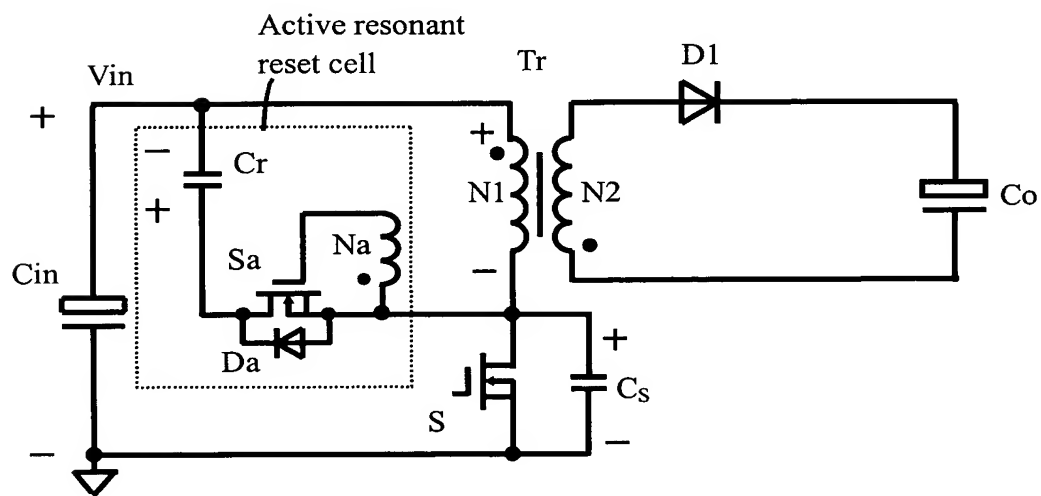 Active resonant
reset cell
Vin
Tr
D1
+
−
Cr
+
+
N1
N2
Co
Na
Sa
−
Cin
Da
+
S
Cs
−
−